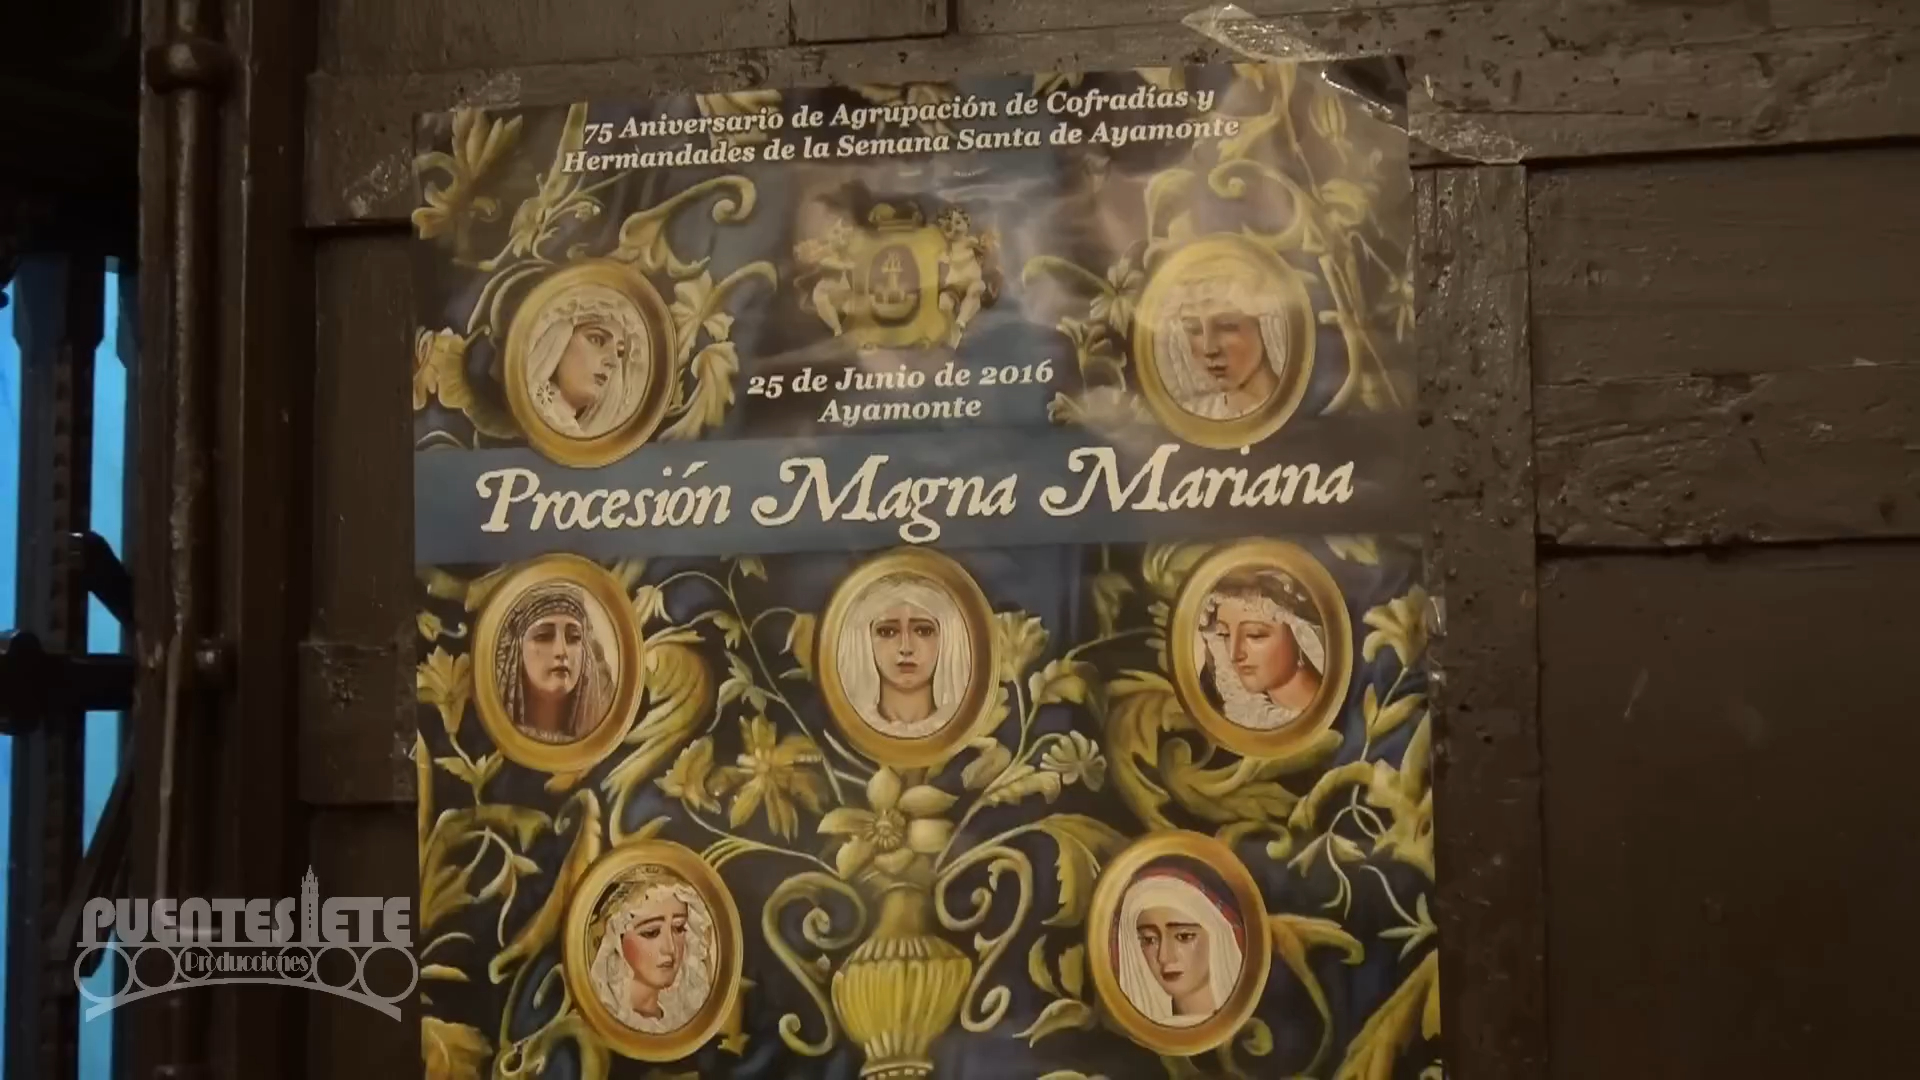 75 Aniversario de Agrupación de Cofradías y
Hermandades de la Semana Santa de Ayamonte
25 de Junio de 2016
Ayamonte
Procesión Magna Mariana
PUENTESIETE
Producciones